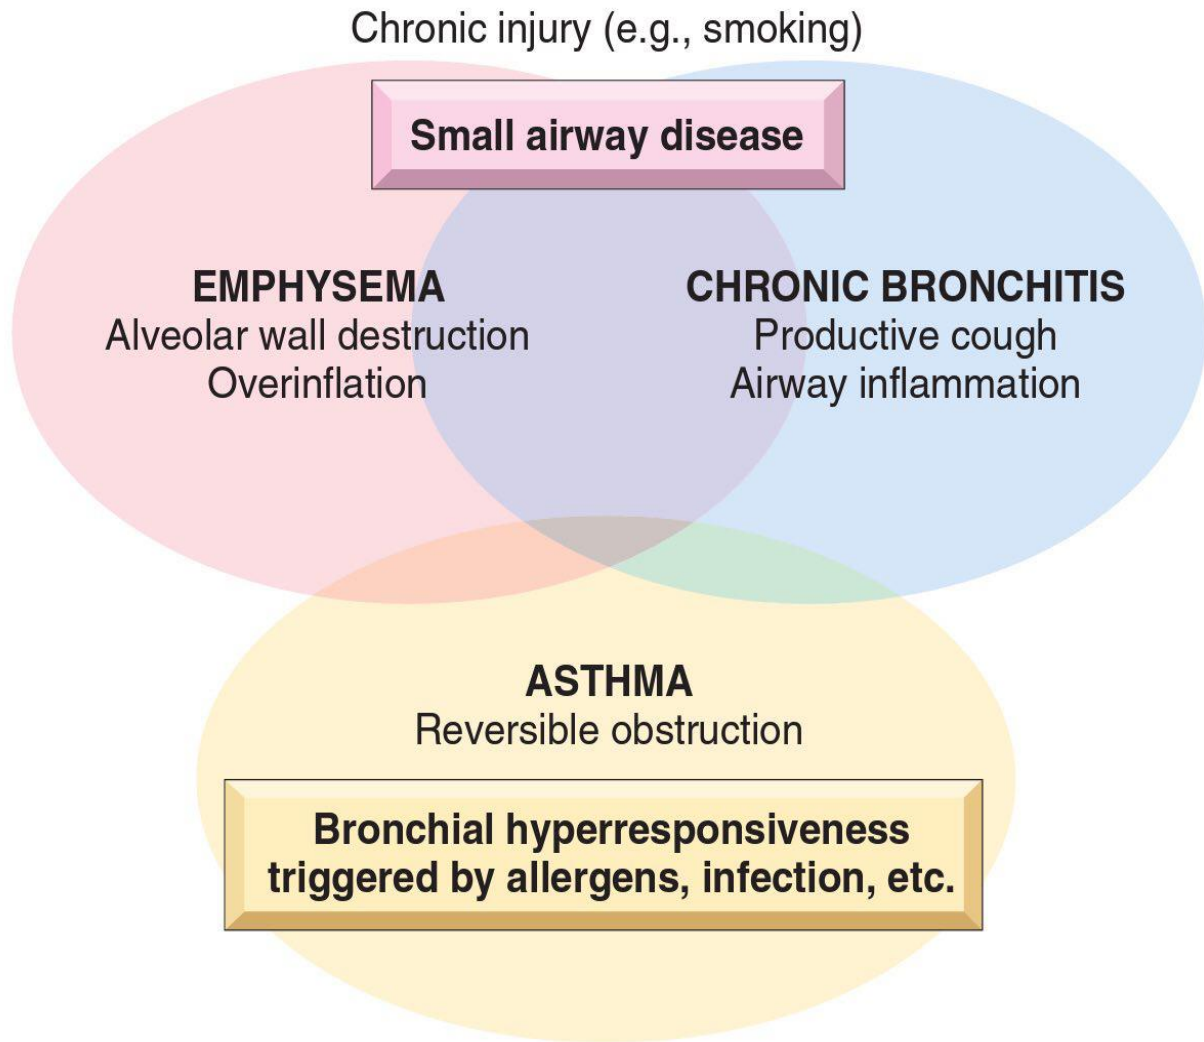 Chronic injury (e.g., smoking)
Small airway disease
EMPHYSEMA
Alveolar wall destruction
Overinflation
CHRONIC BRONCHITIS
Productive cough
Airway inflammation
ASTHMA
Reversible obstruction
Bronchial hyperresponsiveness
triggered by allergens, infection, etc.